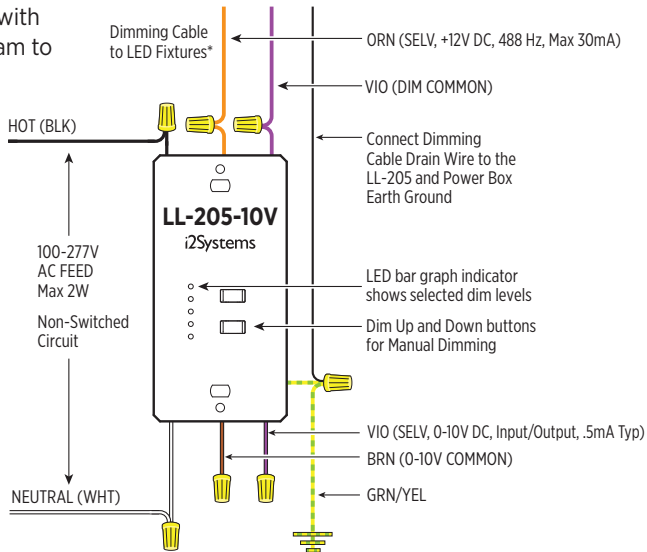 with
am to
Dimming Cable
to LED Fixtures*
ORN (SELV, +12V DC, 488 Hz, Max 30mA)
VIO (DIM COMMON)
HOT (BLK)
Connect Dimming
Cable Drain Wire to the
LL-205 and Power Box
Earth Ground
LL-205-10V
i2Systems
100-277V
AC FEED
Max 2W
Non-Switched
Circuit
LED bar graph indicator
shows selected dim levels
Dim Up and Down buttons
for Manual Dimming
VIO (SELV, 0-10V DC, Input/Output, .5mA Typ)
BRN (0-10V COMMON)
NEUTRAL (WHT)
GRN/YEL